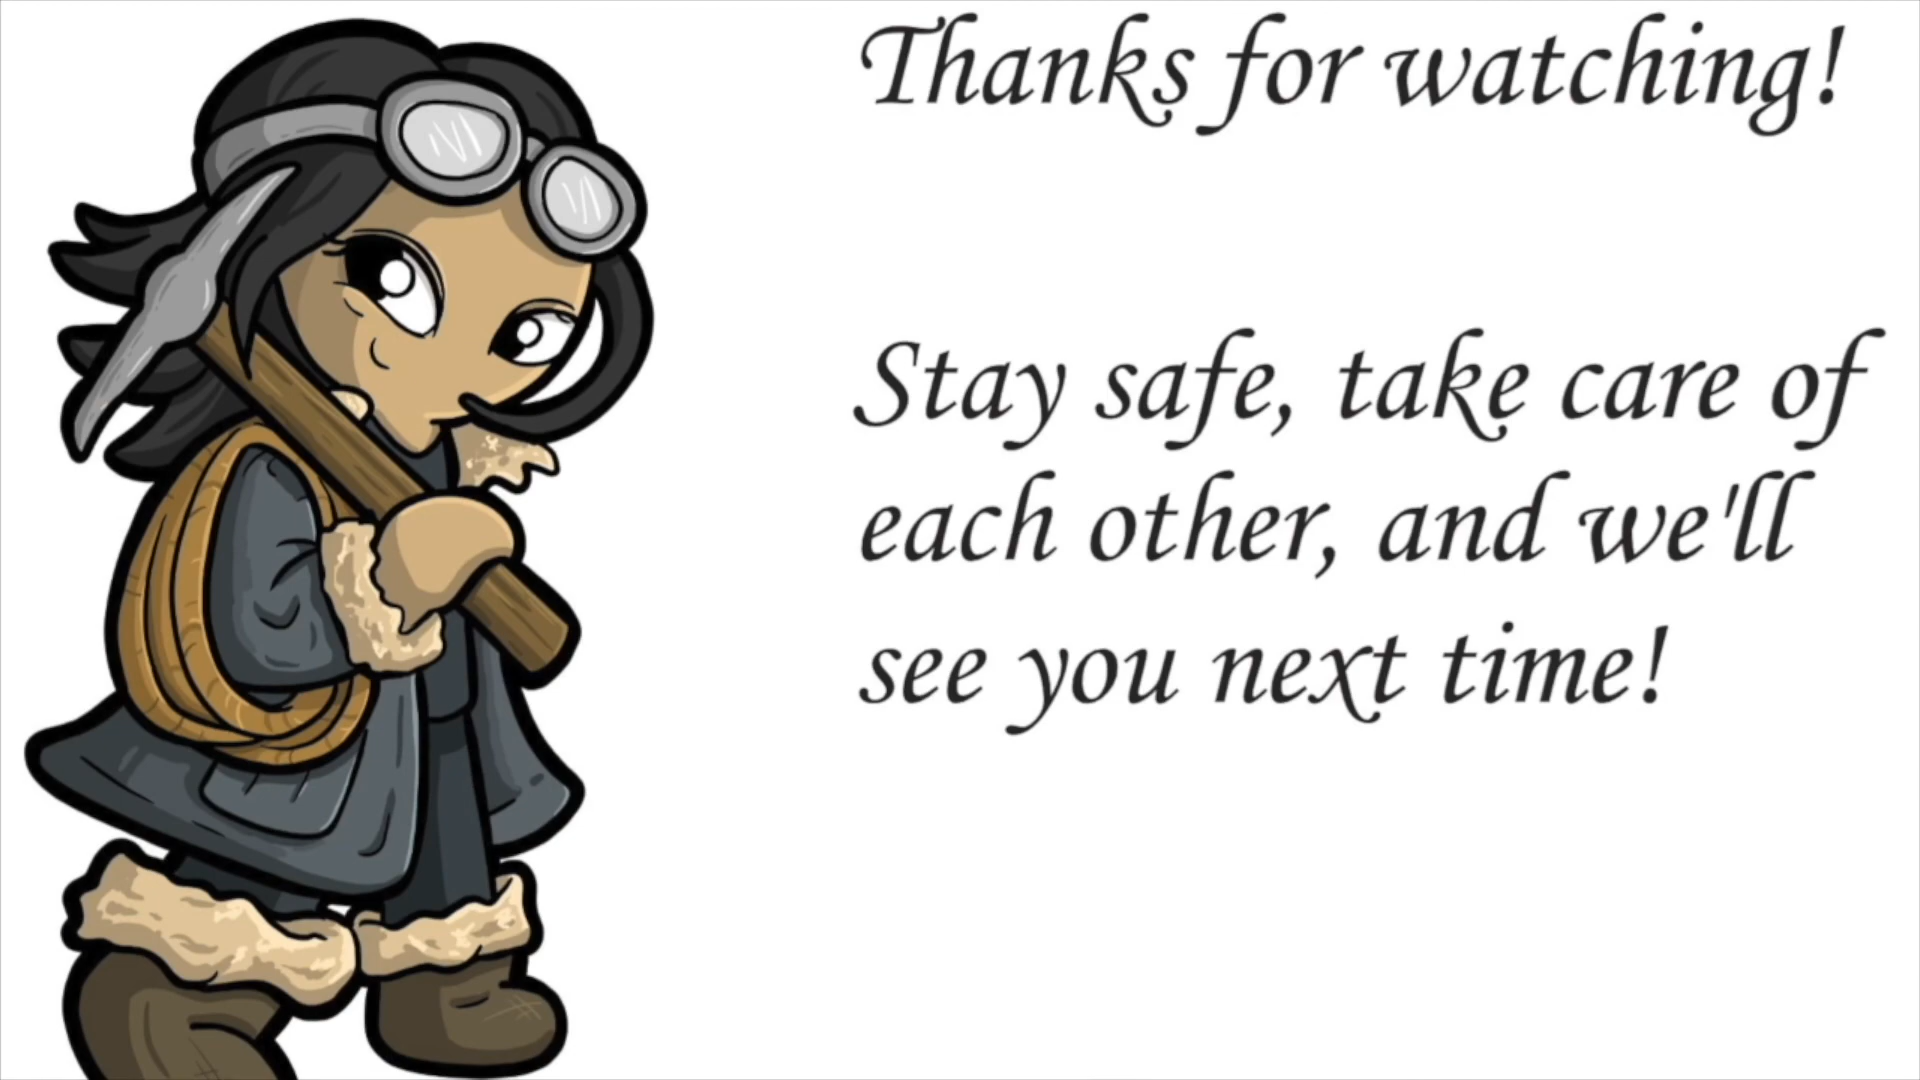 Thanks for watching!
Stay safe, take care of
each other, and we'll
see you next time!